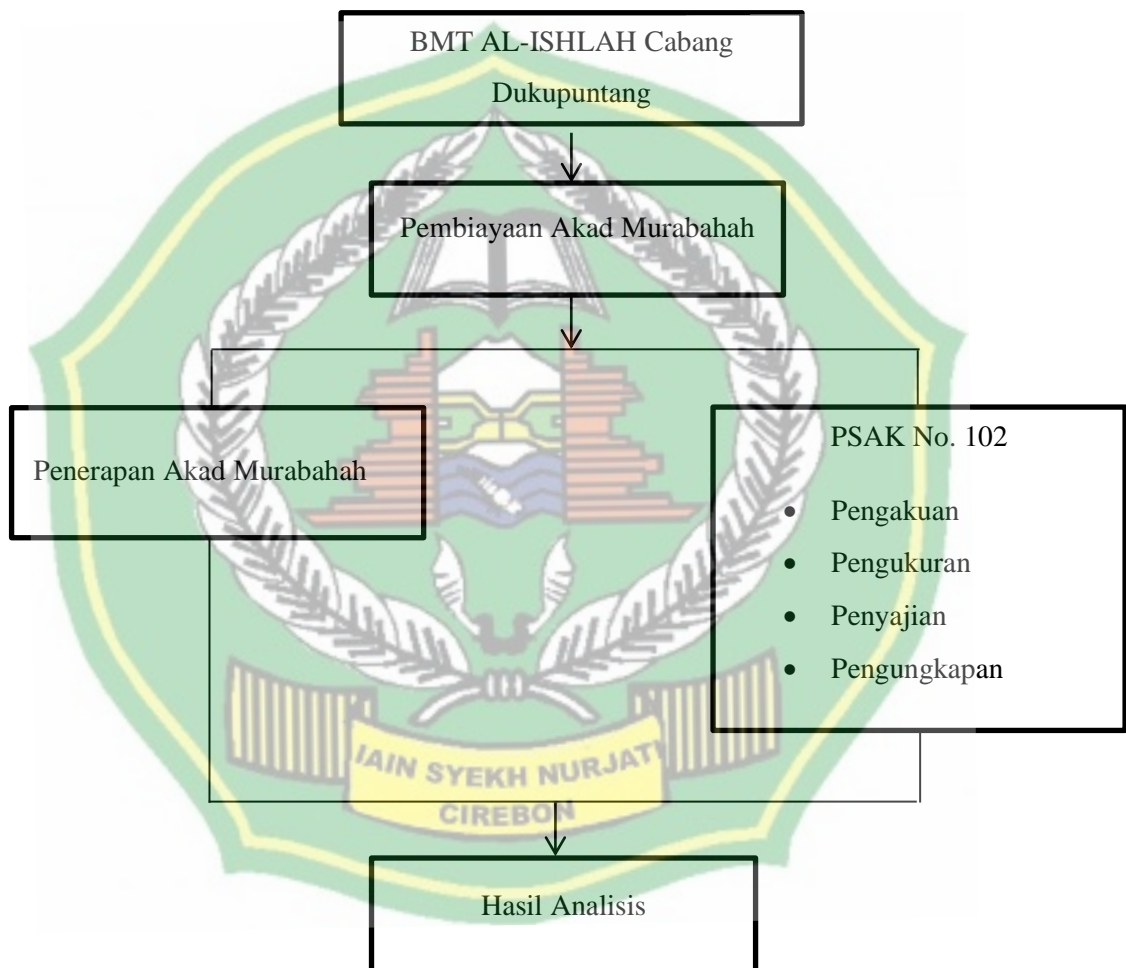 BMT AL-ISHLAH Cabang
Dukupuntang
Pembiayaan Akad Murabahah
Penerapan Akad Murabahah
PSAK No. 102
• Pengakuan
• Pengukuran
• Penyajian
• Pengungkapan
IAIN SYEKH NURJATI
CIREBON
Hasil Analisis